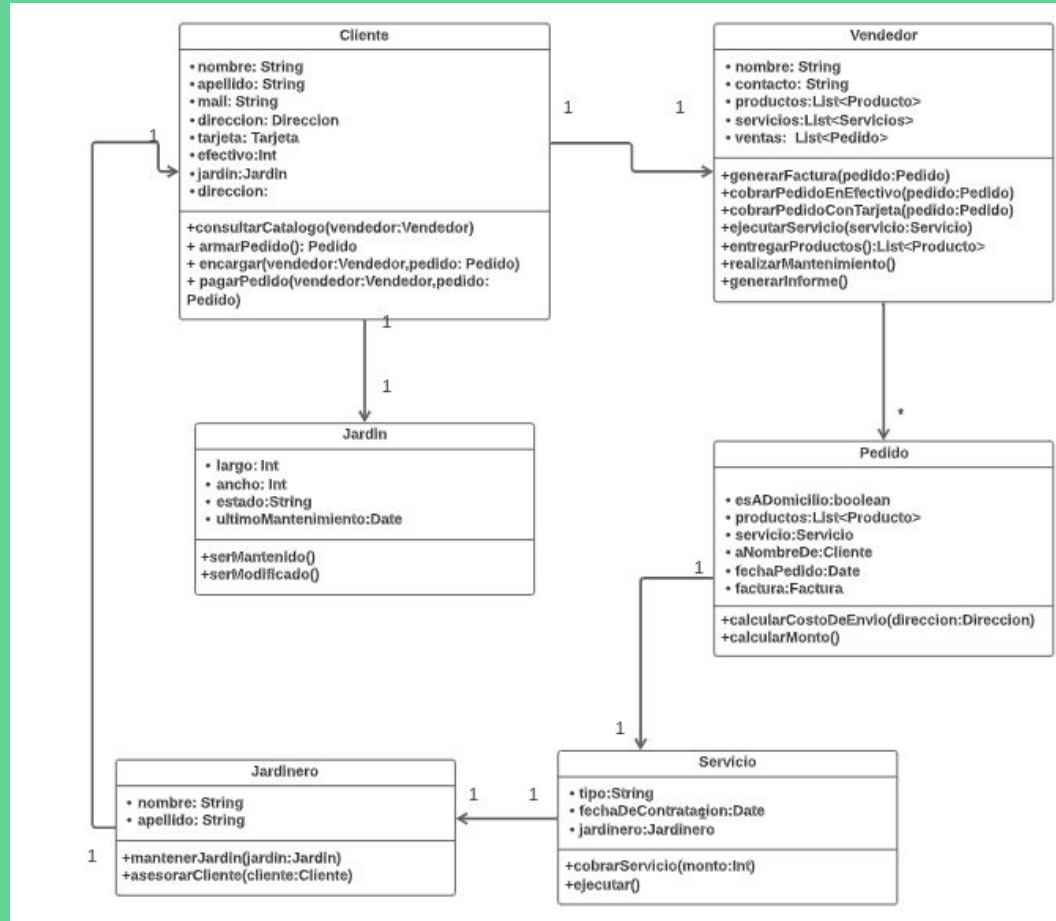 Cliente
• nombre: String
• apellido: String
• mail: String
• direccion: Direccion
• tarjeta: Tarjeta
• efectivo:Int
• jardin:Jardin
• direccion:
+consultarCatalogo(vendedor:Vendedor)
+ armarPedido(): Pedido
+ encargar(vendedor:Vendedor,pedido: Pedido)
+ pagarPedido(vendedor:Vendedor,pedido:
Pedido)
1
1
1
Vendedor
• nombre: String
• contacto: String
• productos:List<Producto>
• servicios:List<Servicios>
• ventas: List<Pedido>
+generarFactura(pedido:Pedido)
+cobrarPedidoEnEfectivo(pedido:Pedido)
+cobrarPedidoConTarjeta(pedido:Pedido)
+ejecutarServicio(servicio:Servicio)
+entregarProductos():List<Producto>
+realizarMantenimiento()
+generarInforme()
1
1
*
Jardin
• largo: Int
• ancho: Int
• estado:String
• ultimoMantenimiento:Date
+serMantenido()
+serModificado()
Pedido
• esADomicilio:boolean
• productos:List<Producto>
• servicio:Servicio
• aNombreDe:Cliente
• fechaPedido:Date
• factura:Factura
+calcularCostoDeEnvio(direccion:Direccion)
+calcularMonto()
1
1
Servicio
• tipo:String
• fechaDeContratacion:Date
• jardinero:Jardinero
+cobrarServicio(monto:Int)
+ejecutar()
1
1
Jardinero
• nombre: String
• apellido: String
+mantenerJardin(jardin:Jardin)
+asesorarCliente(cliente:Cliente)
1